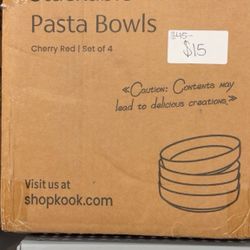 Pasta Bowls
Cherry Red | Set of 4
$45
$15
«Caution: Contents may
lead to delicious creations.»
Visit us at
shopkook.com